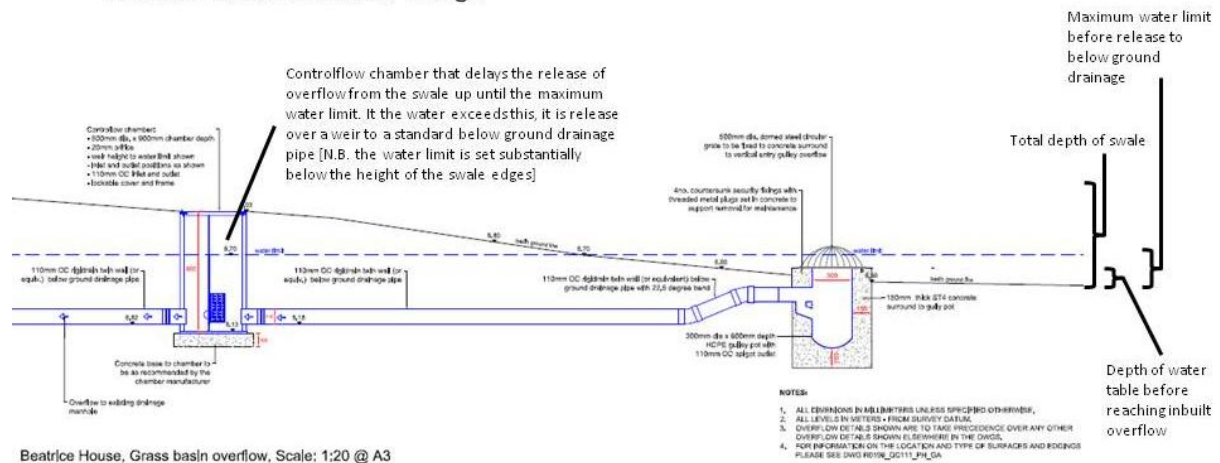 Maximum water limit
before release to
below ground
drainage
Controlflow chamber that delays the release of
overflow from the swale up until the maximum
water limit. It the water exceeds this, it is release
over a weir to a standard below ground drainage
pipe [N.B. the water limit is set substantially
below the height of the swale edges]
Total depth of swale
Controflow chamber:
• 20mm orifice
• weir height to water limit shown
• inlet and outlet positions as shown
• 110mm OC inlet and outlet
• lockable cover and frame
500mm dia, domed steel circular
grate to be fixed to concrete surround
to vertical entry gulley overflow
4no. countersunk security fixings with
threaded metal plugs set in concrete to
support removal for maintenance
water limit
water limit
6,70
6,70
110mm OC ridgidrain twin wall (or
equiv.) below ground drainage pipe
110mm OC ridgidrain twin wall (or
equiv.) below ground drainage pipe
110mm OC ridgidrain twin wall (or equivalent) below
ground drainage pipe with 22,5 degree bend
300
150mm thick ST4 concrete
surround to gully pot
300mm dia x 600mm depth
HDPE gulley pot with
110mm OC spigot outlet
Concrete base to chamber to
be as recommended by the
chamber manufacturer
Overflow to existing drainage
manhole
Depth of water
table before
reaching inbuilt
overflow
NOTES:
1, ALL DIMENSIONS IN MILLIMETERS UNLESS SPECIFIED OTHERWISE,
2, ALL LEVELS IN METERS - FROM SURVEY DATUM,
3, OVERFLOW DETAILS SHOWN ARE TO TAKE PRECEDENCE OVER ANY OTHER
OVERFLOW DETAILS SHOWN ELSEWHERE IN THE DWGS,
4, FOR INFORMATION ON THE LOCATION AND TYPE OF SURFACES AND EDGINGS
PLEASE SEE DWG
Beatrice House, Grass basin overflow, Scale; 1:20 @ A3